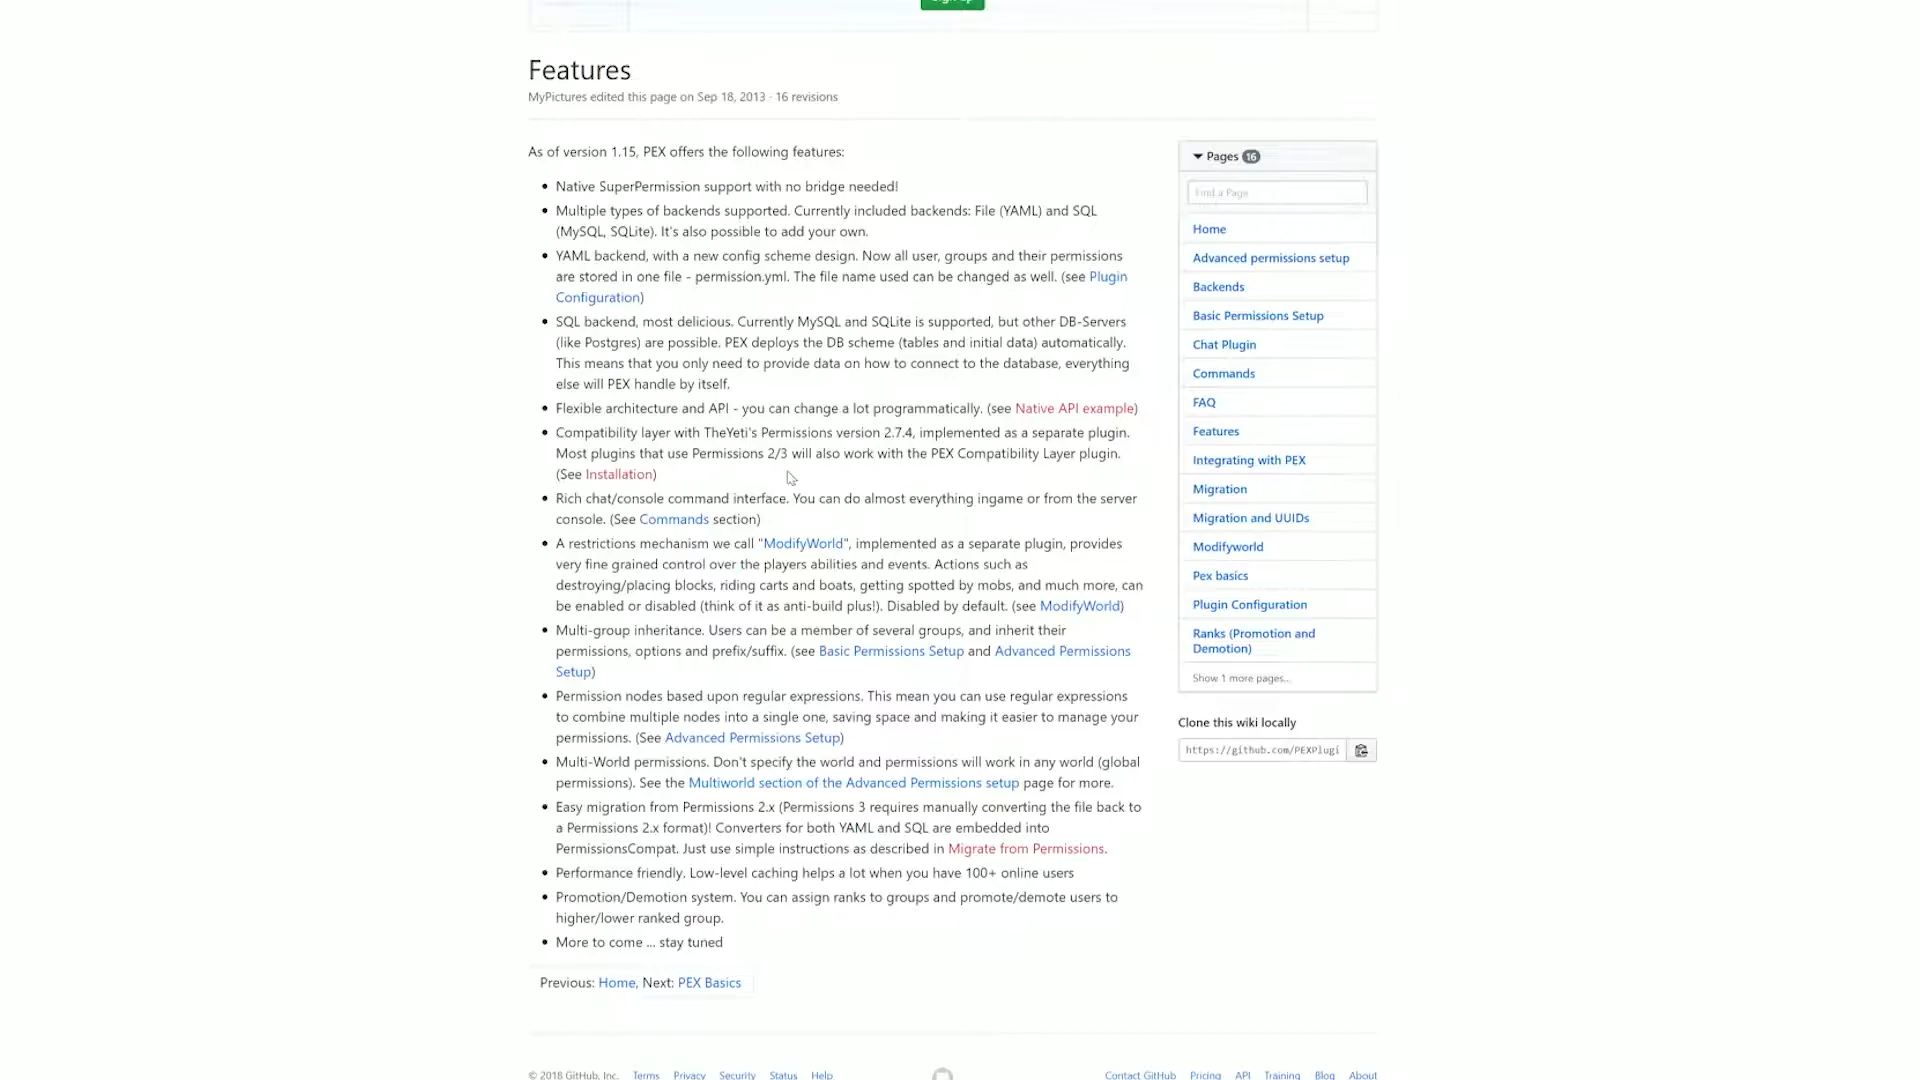 Sign up
Features
MyPictures edited this page on Sep 18, 2013 · 16 revisions
As of version 1.15, PEX offers the following features:
• Native SuperPermission support with no bridge needed!
• Multiple types of backends supported. Currently included backends: File (YAML) and SQL
(MySQL, SQLite). It's also possible to add your own.
• YAML backend, with a new config scheme design. Now all user, groups and their permissions
are stored in one file - permission.yml. The file name used can be changed as well. (see Plugin
Configuration)
• SQL backend, most delicious. Currently MySQL and SQLite is supported, but other DB-Servers
(like Postgres) are possible. PEX deploys the DB scheme (tables and initial data) automatically.
This means that you only need to provide data on how to connect to the database, everything
else will PEX handle by itself.
• Flexible architecture and API - you can change a lot programmatically. (see Native API example)
• Compatibility layer with TheYeti's Permissions version 2.7.4, implemented as a separate plugin.
Most plugins that use Permissions 2/3 will also work with the PEX Compatibility Layer plugin.
(See Installation)
• Rich chat/console command interface. You can do almost everything ingame or from the server
console. (See Commands section)
• A restrictions mechanism we call "ModifyWorld", implemented as a separate plugin, provides
very fine grained control over the players abilities and events. Actions such as
destroying/placing blocks, riding carts and boats, getting spotted by mobs, and much more, can
be enabled or disabled (think of it as anti-build plus!). Disabled by default. (see ModifyWorld)
• Multi-group inheritance. Users can be a member of several groups, and inherit their
permissions, options and prefix/suffix. (see Basic Permissions Setup and Advanced Permissions
Setup)
• Permission nodes based upon regular expressions. This mean you can use regular expressions
to combine multiple nodes into a single one, saving space and making it easier to manage your
permissions. (See Advanced Permissions Setup)
• Multi-World permissions. Don't specify the world and permissions will work in any world (global
permissions). See the Multiworld section of the Advanced Permissions setup page for more.
• Easy migration from Permissions 2.x (Permissions 3 requires manually converting the file back to
a Permissions 2.x format)! Converters for both YAML and SQL are embedded into
PermissionsCompat. Just use simple instructions as described in Migrate from Permissions.
• Performance friendly. Low-level caching helps a lot when you have 100+ online users
• Promotion/Demotion system. You can assign ranks to groups and promote/demote users to
higher/lower ranked group.
• More to come ... stay tuned
Previous: Home, Next: PEX Basics
Pages 16
Find a Page
Home
Advanced permissions setup
Backends
Basic Permissions Setup
Chat Plugin
Commands
FAQ
Features
Integrating with PEX
Migration
Migration and UUIDs
Modifyworld
Pex basics
Plugin Configuration
Ranks (Promotion and
Demotion)
Show 1 more pages...
Clone this wiki locally
https://github.com/PEXPlugi
© 2018 GitHub, Inc. Terms Privacy Security Status Help
Contact GitHub Pricing API Training Blog About